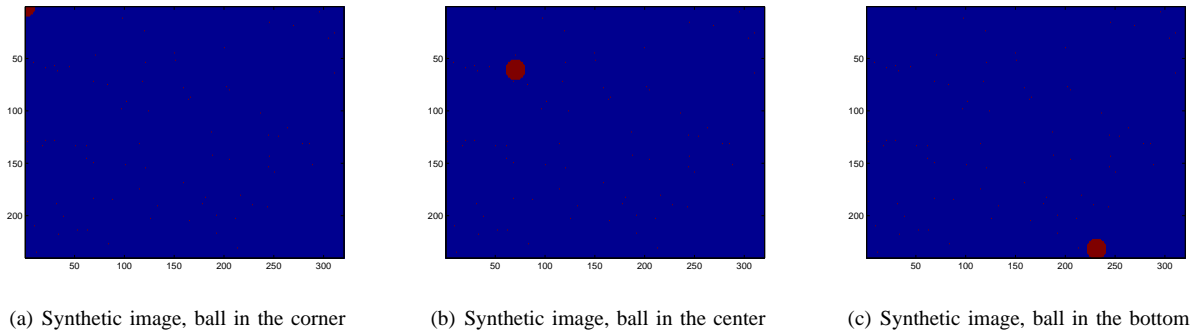 50
100
150
200
50 100 150 200 250 300
50
100
150
200
50 100 150 200 250 300
50
100
150
200
50 100 150 200 250 300
(a) Synthetic image, ball in the corner
(b) Synthetic image, ball in the center
(c) Synthetic image, ball in the bottom